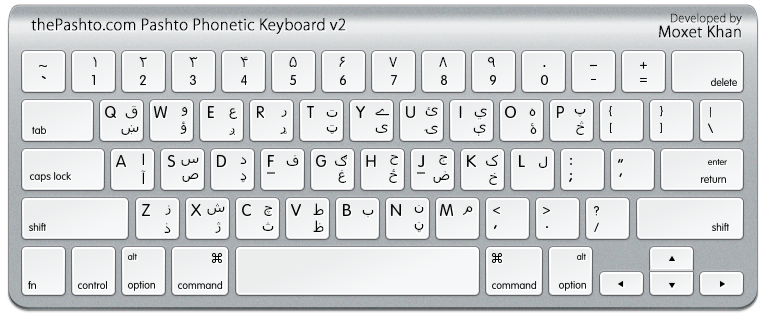 thePashto.com Pashto Phonetic Keyboard v2
Developed by
Moxet Khan
~ ۱ ۲ ۳ ۴ ۵ ۶ ۷ ۸ ۹ ۰ _ +
` 1 2 3 4 5 6 7 8 9 0 - = delete
Q ق W و E ع R ر T ت Y ے U ئ I ي O ه P پ { } |
tab ښ ؤ ږ ړ ټ ی ی ې ۀ څ [ ] \
A ا S س D د F ف G ګ H ح J ج K ک L ل : “ enter
caps lock آ ص ډ غ ځ ض خ ; ‘ return
Z ز X ش C چ V ط B ب N ن M م < > ?
shift ذ ژ ث ظ ڼ , . / shift
alt ⌘ ⌘ alt ▲
fn control option command command option ◄ ▼ ►